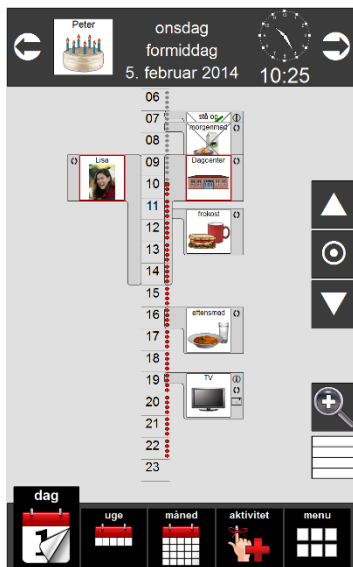 Peter
onsdag
formiddag
5. februar 2014
10:25
06
07
stå op
morgenmad
08
Lisa
09
Dagcenter
10
11
frokost
12
13
14
15
16
aftensmad
17
18
19
TV
20
21
22
23
dag
1
uge
måned
aktivitet
menu